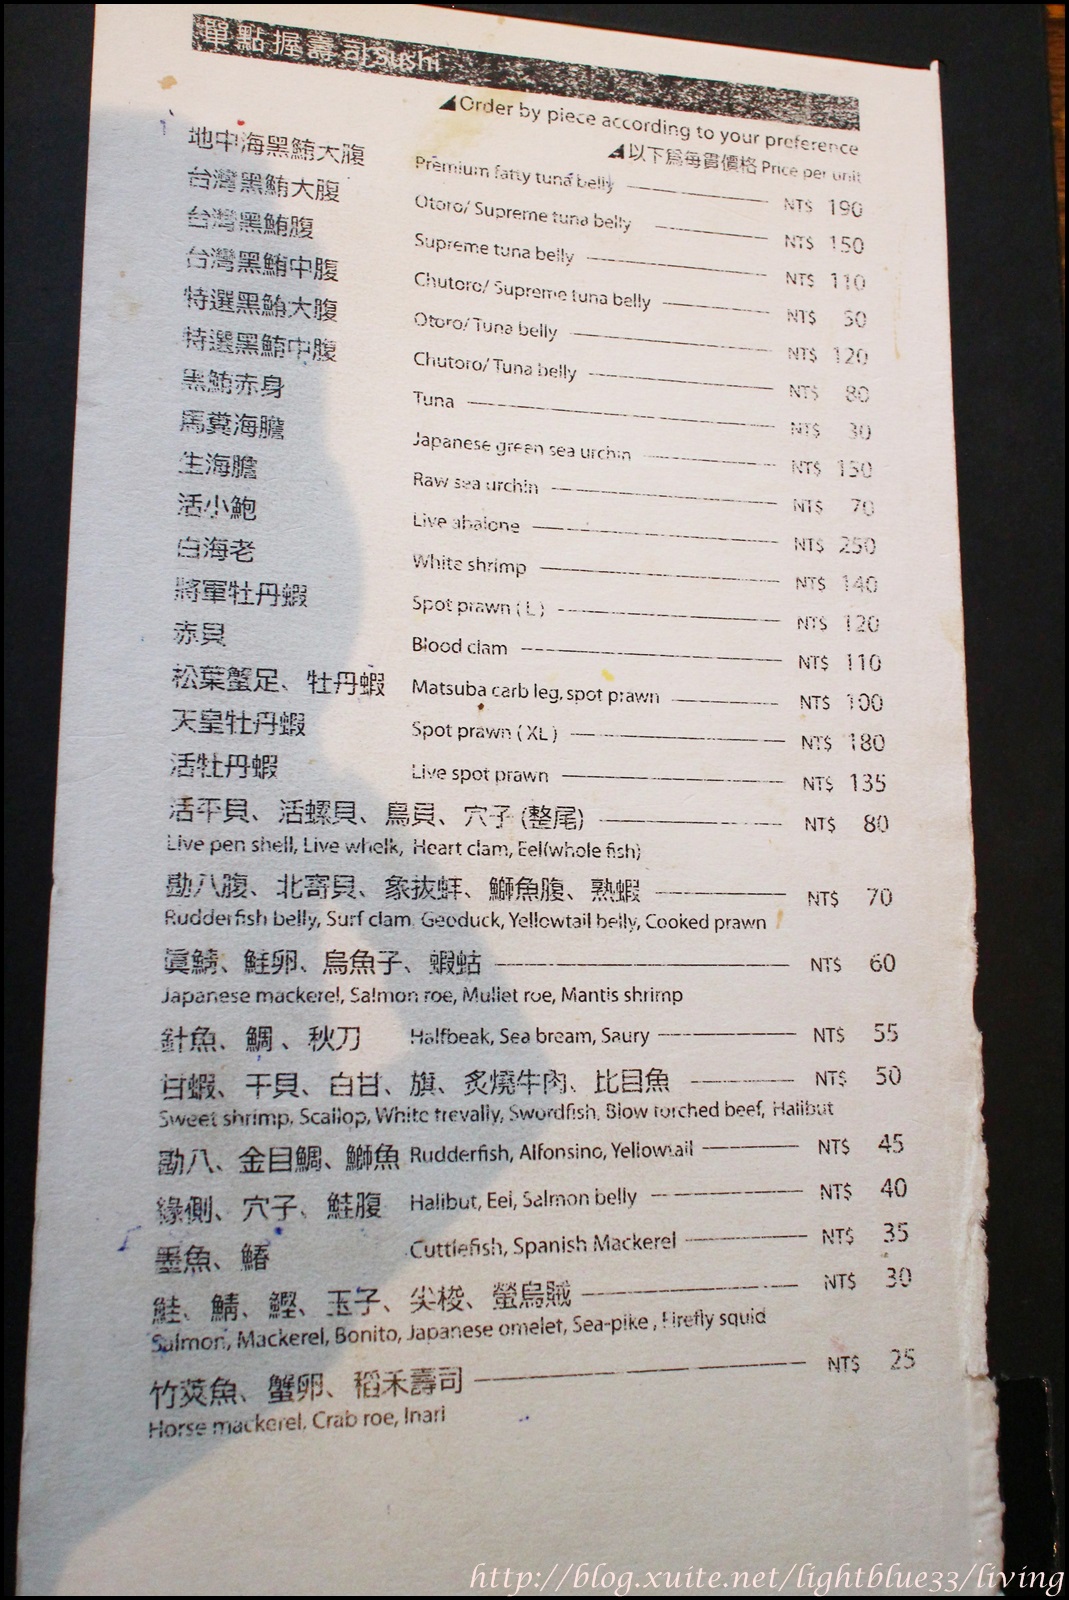 單點握壽司Sushi
◢Order by piece according to your preference
◢以下為每貫價格 Price per unit
地中海黑鮪大腹 Premium fatty tuna belly NT$ 190
台灣黑鮪大腹 Otoro/ Supreme tuna belly NT$ 150
台灣黑鮪腹 Supreme tuna belly NT$ 110
台灣黑鮪中腹 Chutoro/ Supreme tuna belly NT$
特選黑鮪大腹 Otoro/ Tuna belly NT$ 120
特選黑鮪中腹 Chutoro/ Tuna belly NT$ 80
黑鮪赤身 Tuna NT$ 30
馬糞海膽 Japanese green sea urchin NT$ 150
生海膽 Raw sea urchin NT$ 70
活小鮑 Live abalone NT$ 250
白海老 White shrimp NT$ 140
將軍牡丹蝦 Spot prawn ( L ) NT$ 120
赤貝 Blood clam NT$ 110
松葉蟹足、牡丹蝦 Matsuba carb leg, spot prawn NT$ 100
天皇牡丹蝦 Spot prawn ( XL ) NT$ 180
活牡丹蝦 Live spot prawn NT$ 135
活平貝、活螺貝、鳥貝、穴子 (整尾) NT$ 80
Live pen shell, Live whelk, Heart clam, Eel(whole fish)
勘八腹、北寄貝、象拔蚌、鰤魚腹、熟蝦 NT$ 70
Rudderfish belly, Surf clam, Geoduck, Yellowtail belly, Cooked prawn
真鯖、鮭卵、烏魚子、蝦蛄 NT$ 60
Japanese mackerel, Salmon roe, Mullet roe, Mantis shrimp
針魚、鯛、秋刀 Halfbeak, Sea bream, Saury NT$ 55
甘蝦、干貝、白甘、旗、炙燒牛肉、比目魚 NT$ 50
Sweet shrimp, Scallop, White trevally, Swordfish, Blow torched beef, Halibut
勘八、金目鯛、鰤魚 Rudderfish, Alfonsino, Yellowtail NT$ 45
緣側、穴子、鮭腹 Halibut, Eel, Salmon belly NT$ 40
墨魚、鰆 Cuttlefish, Spanish Mackerel NT$ 35
鮭、鯖、鰹、玉子、尖梭、螢烏賊 NT$ 30
Salmon, Mackerel, Bonito, Japanese omelet, Sea-pike , Firefly squid
竹莢魚、蟹卵、稻禾壽司 NT$ 25
Horse mackerel, Crab roe, Inari
http://blog.xuite.net/lightblue33/living